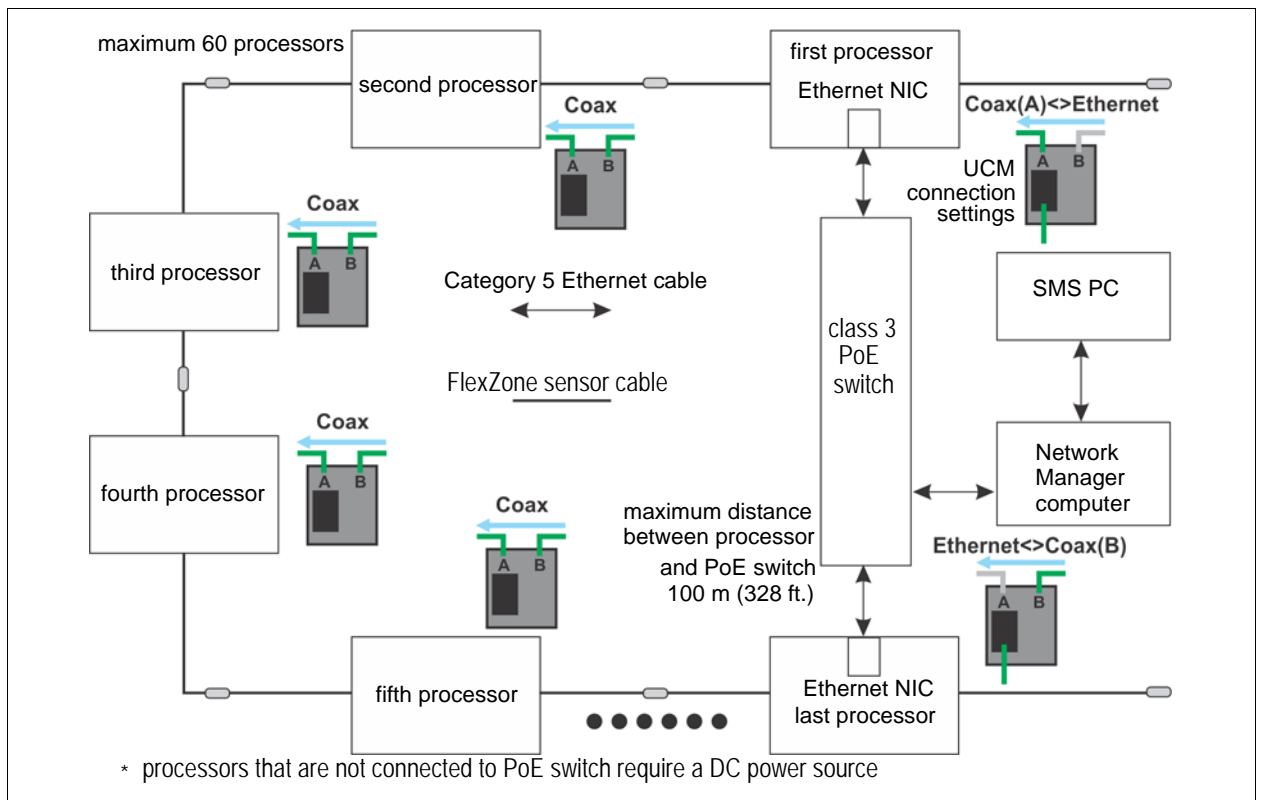 maximum 60 processors
second processor
first processor
Ethernet NIC
Coax
A B
Coax(A)<>Ethernet
A B
UCM
connection
settings
Coax
A B
third processor
Category 5 Ethernet cable
SMS PC
class 3
PoE
switch
FlexZone sensor cable
Coax
A B
fourth processor
Network
Manager
computer
Coax
A B
maximum distance
between processor
and PoE switch
100 m (328 ft.)
Ethernet<>Coax(B)
A B
fifth processor
Ethernet NIC
last processor
* processors that are not connected to PoE switch require a DC power source